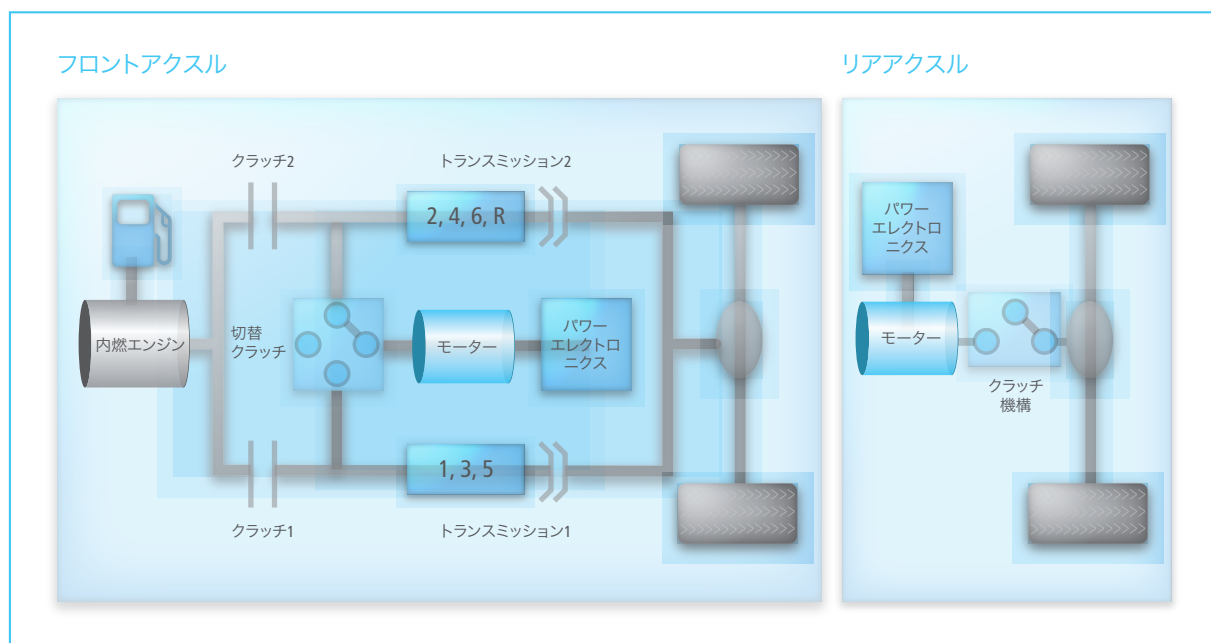 フロントアクスル
クラッチ2
トランスミッション2
2, 4, 6, R
内燃エンジン
切替
クラッチ
モーター
パワー
エレクトロ
ニクス
1, 3, 5
クラッチ1
トランスミッション1
リアアクスル
パワー
エレクトロ
ニクス
モーター
クラッチ
機構